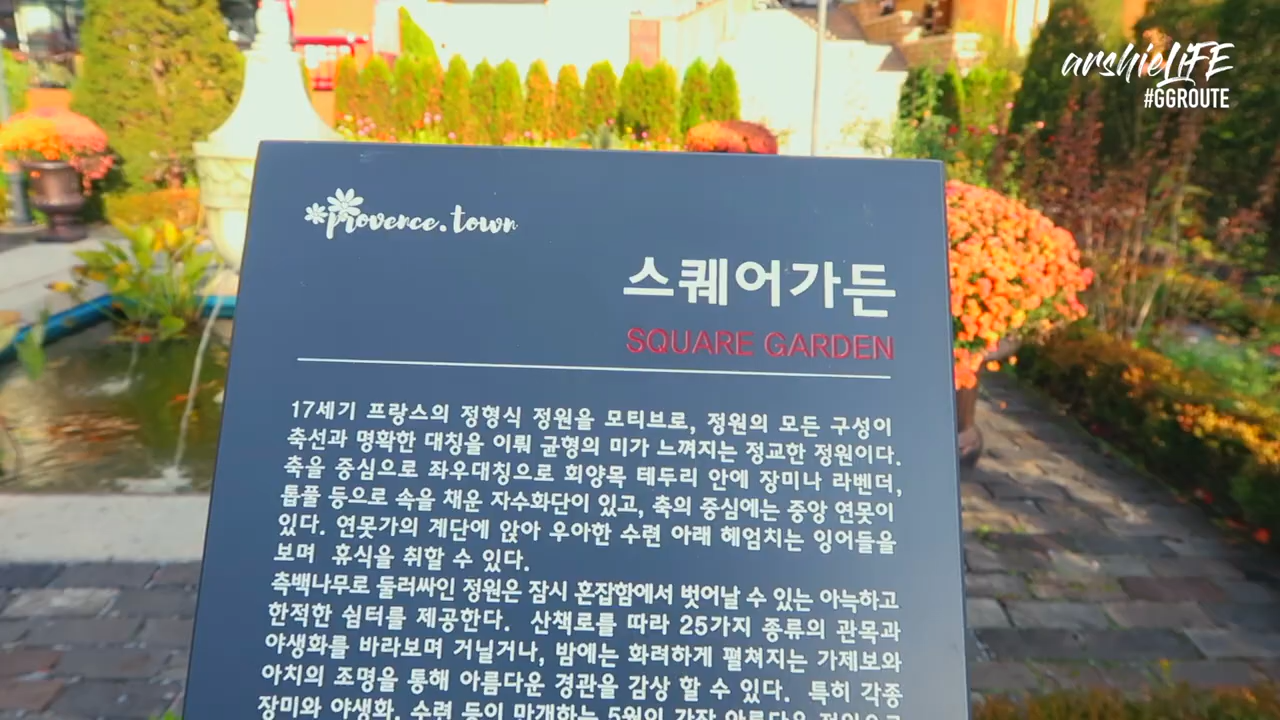 arshieLIFE
#GGROUTE
provence.town
스퀘어가든
SQUARE GARDEN
17세기 프랑스의 정형식 정원을 모티브로, 정원의 모든 구성이
축선과 명확한 대칭을 이뤄 균형의 미가 느껴지는 정교한 정원이다.
축을 중심으로 좌우대칭으로 회양목 테두리 안에 장미나 라벤더,
톱풀 등으로 속을 채운 자수화단이 있고, 축의 중심에는 중앙 연못이
있다. 연못가의 계단에 앉아 우아한 수련 아래 헤엄치는 잉어들을
보며 휴식을 취할 수 있다.
측백나무로 둘러싸인 정원은 잠시 혼잡함에서 벗어날 수 있는 아늑하고
한적한 쉼터를 제공한다. 산책로를 따라 25가지 종류의 관목과
야생화를 바라보며 거닐거나, 밤에는 화려하게 펼쳐지는 가제보와
아치의 조명을 통해 아름다운 경관을 감상 할 수 있다. 특히 각종
장미와 야생화, 수련 등이 만개하는 5월의 가장 아름다운 정원으로